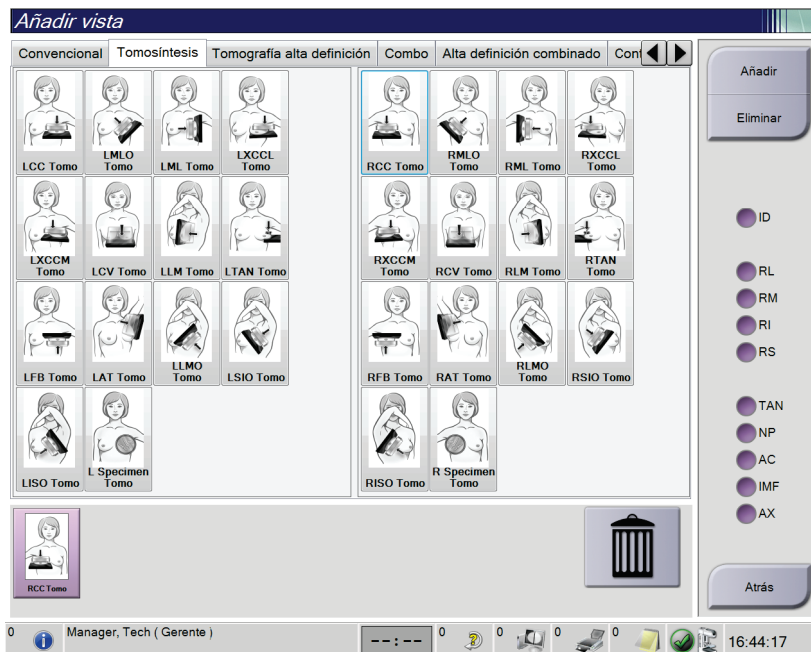 Añadir vista
Convencional Tomosíntesis Tomografía alta definición Combo Alta definición combinado
LCC Tomo
LMLO
Tomo
LML Tomo
LXCCL
Tomo
RCC Tomo
RMLO
Tomo
RML Tomo
RXCCL
Tomo
LXCCM
Tomo
LCV Tomo
LLM Tomo
LTAN Tomo
RXCCM
Tomo
RCV Tomo
RLM Tomo
RTAN
Tomo
LFB Tomo
LAT Tomo
LLMO
Tomo
LSIO Tomo
RFB Tomo
RAT Tomo
RLMO
Tomo
RSIO Tomo
LISO Tomo
L Specimen
Tomo
RISO Tomo
R Specimen
Tomo
RCC Tomo
Añadir
Eliminar
ID
RL
RM
RI
RS
TAN
NP
AC
IMF
AX
Atrás
0 Manager, Tech ( Gerente ) --:-- 0 0 0 0 16:44:17